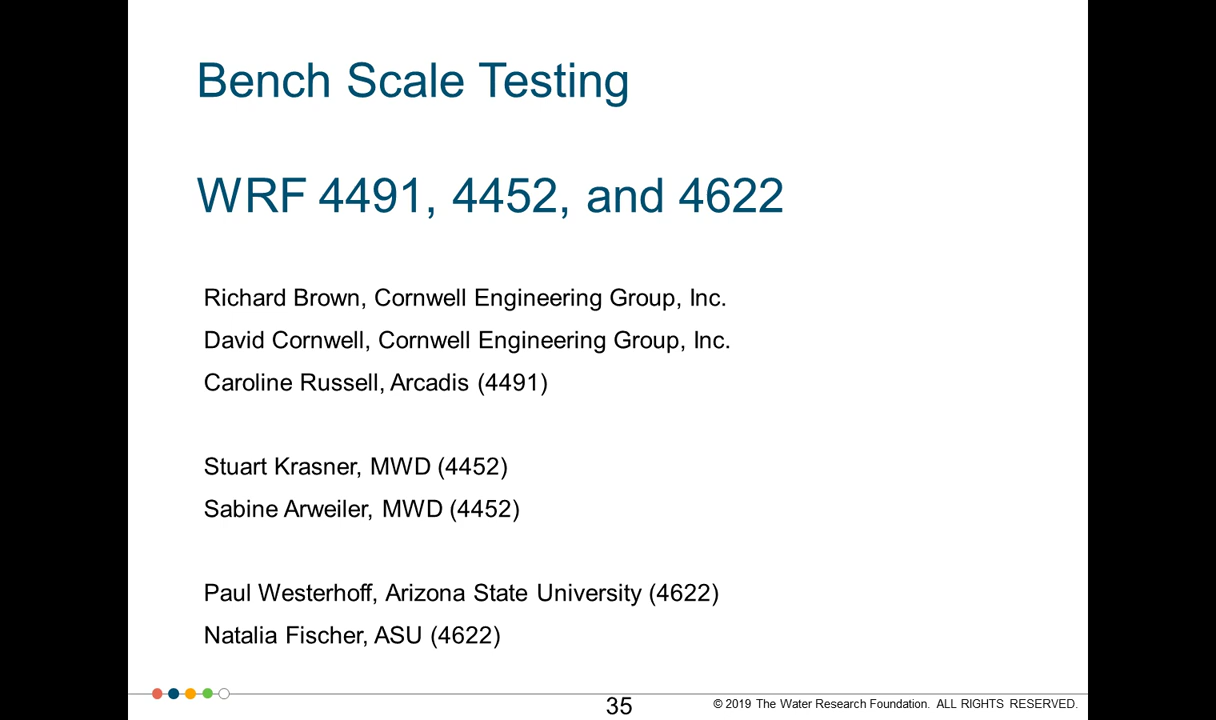 Bench Scale Testing
WRF 4491, 4452, and 4622
Richard Brown, Cornwell Engineering Group, Inc.
David Cornwell, Cornwell Engineering Group, Inc.
Caroline Russell, Arcadis (4491)
Stuart Krasner, MWD (4452)
Sabine Arweiler, MWD (4452)
Paul Westerhoff, Arizona State University (4622)
Natalia Fischer, ASU (4622)
35
© 2019 The Water Research Foundation. ALL RIGHTS RESERVED.